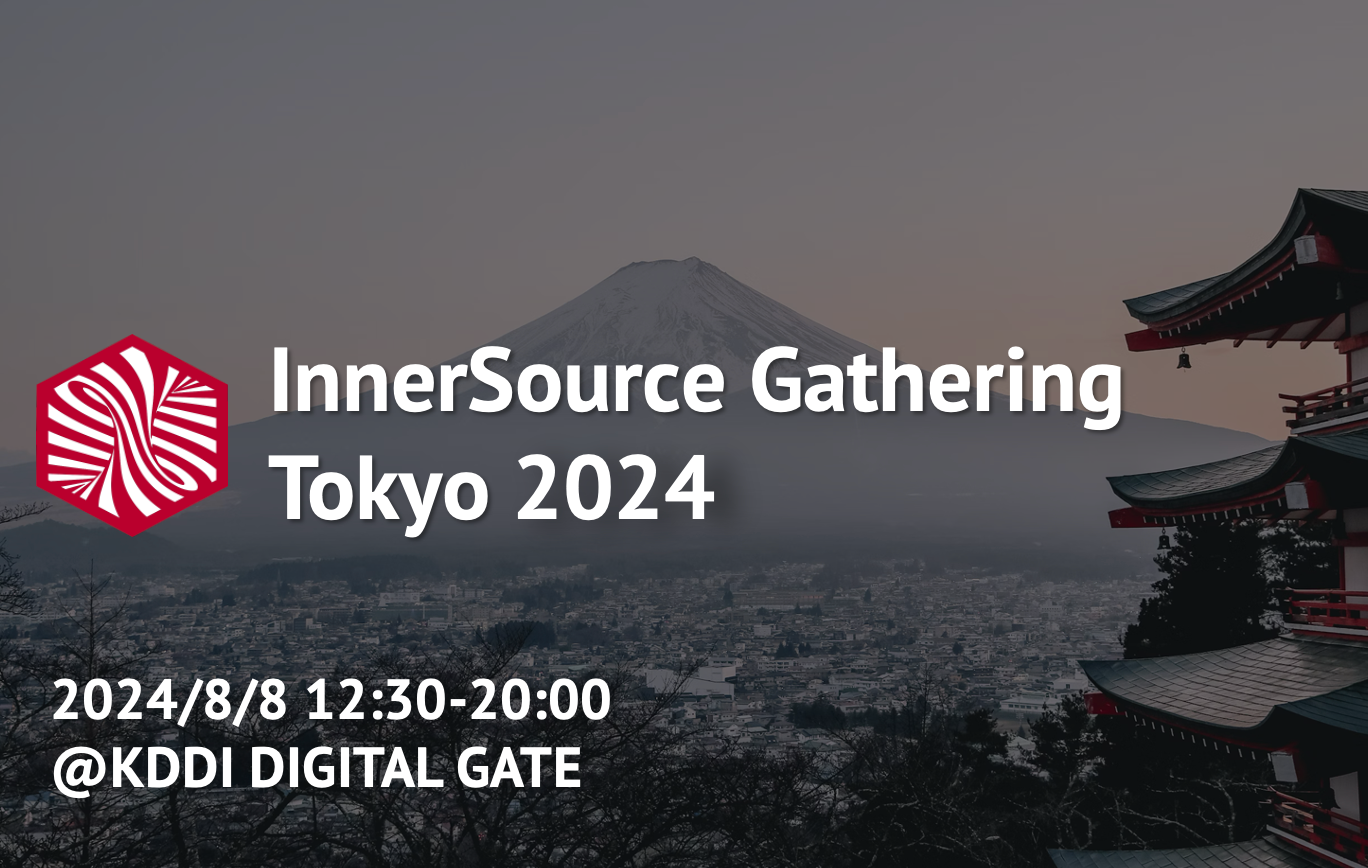 InnerSource Gathering
Tokyo 2024
2024/8/8 12:30-20:00
@KDDI DIGITAL GATE